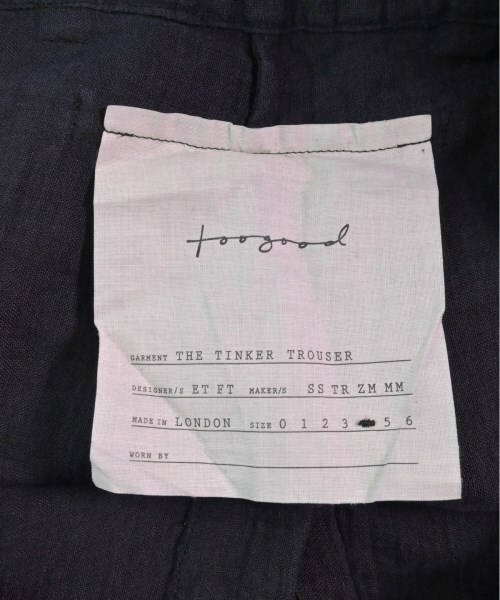 toogood
GARMENT THE TINKER TROUSER
DESIGNER/S ET FT MAKER/S SS TR ZM MM
MADE IN LONDON SIZE 0 1 2 3 5 6
WORN BY